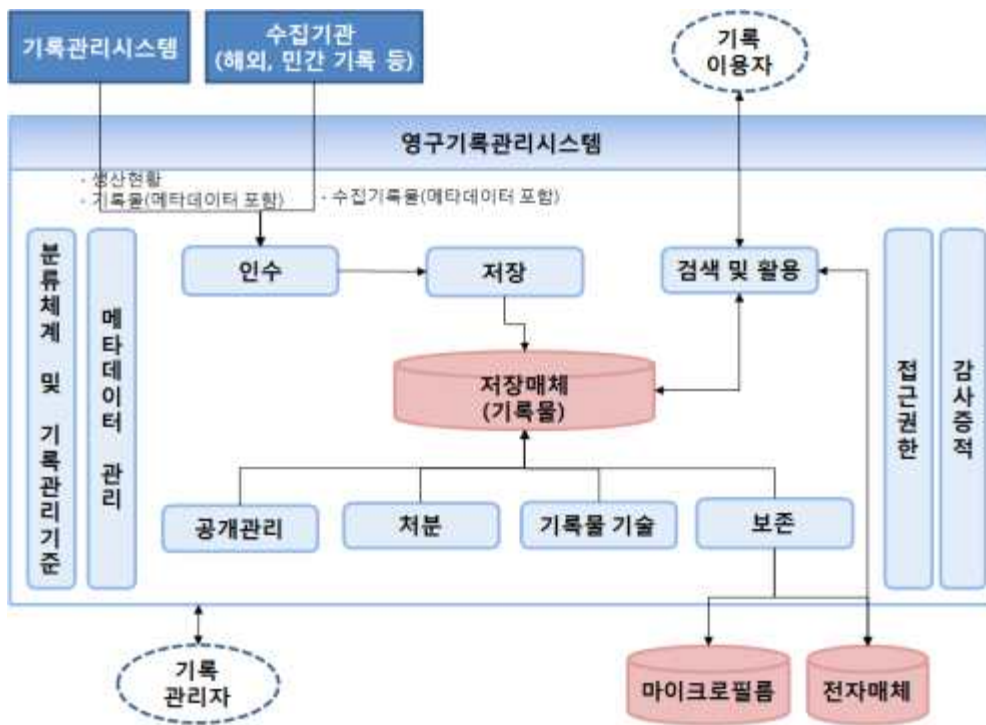 기록관리시스템
수집기관
(해외, 민간 기록 등)
기록
이용자
영구기록관리시스템
- 생산현황
- 기록물(메타데이터 포함)
- 수집기록물(메타데이터 포함)
분류체계 및 기록관리기준
메타데이터 관리
인수
저장
검색 및 활용
접근권한
감사증적
저장매체
(기록물)
공개관리
처분
기록물 기술
보존
기록
관리자
마이크로필름
전자매체